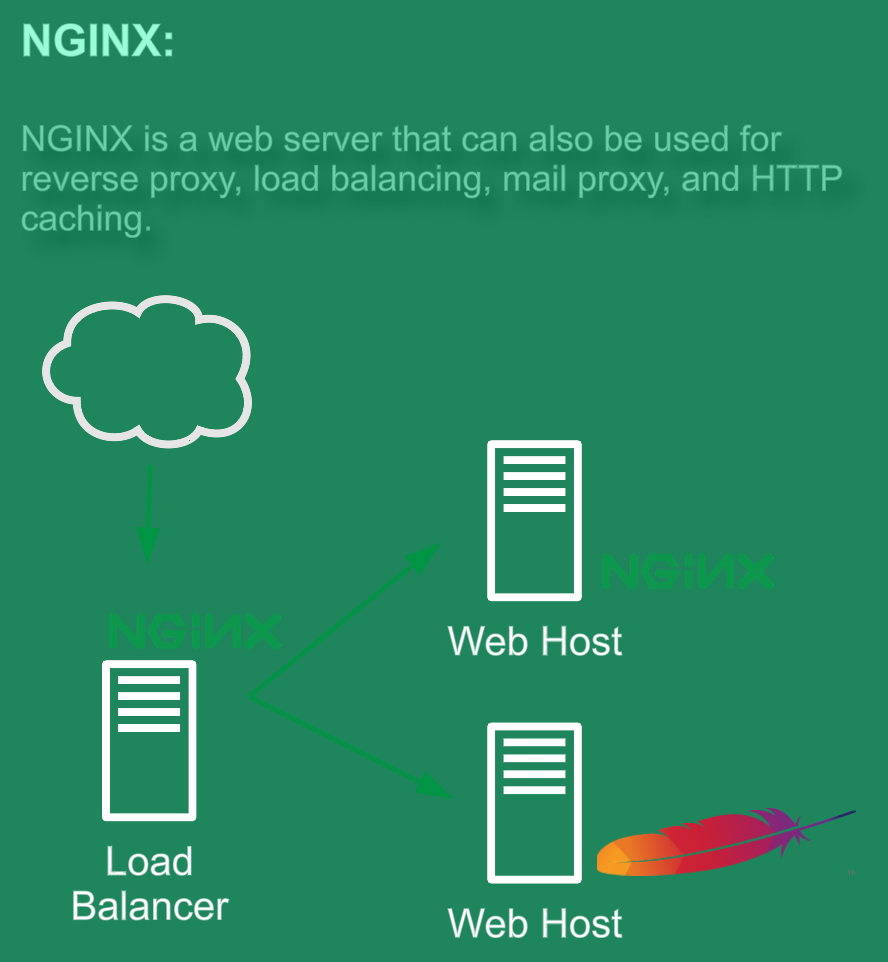 NGINX:
NGINX is a web server that can also be used for
reverse proxy, load balancing, mail proxy, and HTTP
caching.
NGINX
Web Host
NGINX
Load
Balancer
Web Host